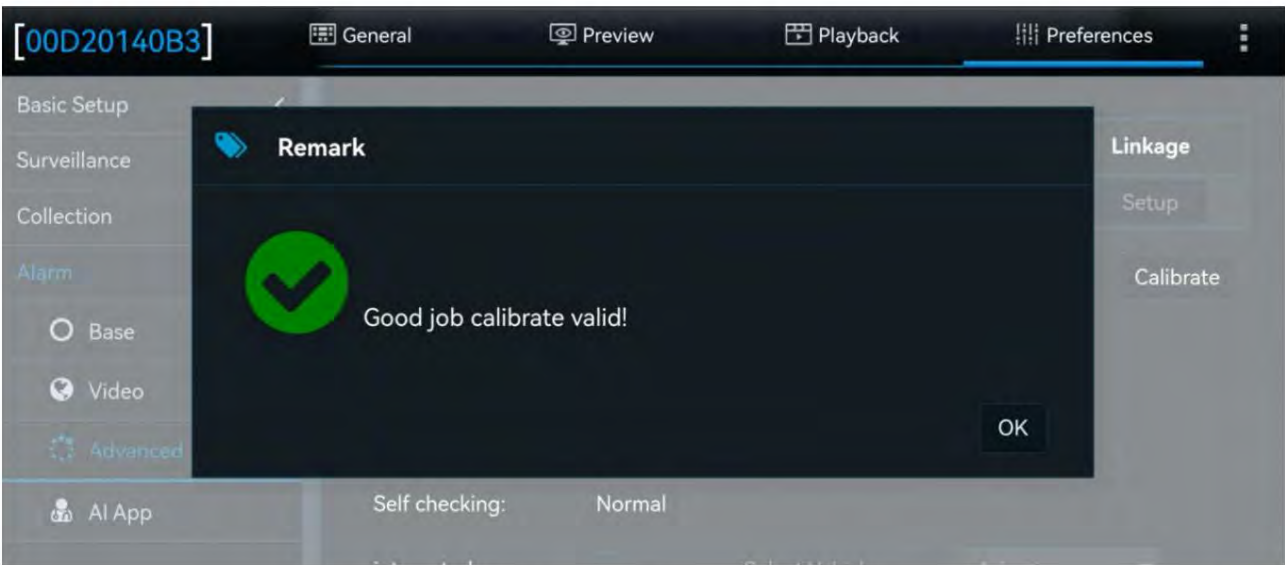 [00D20140B3]
General
Preview
Playback
Preferences
Basic Setup
Surveillance
Collection
Alarm
Base
Video
Advanced
AI App
Remark
Good job calibrate valid!
OK
Linkage
Setup
Calibrate
Self checking: Normal